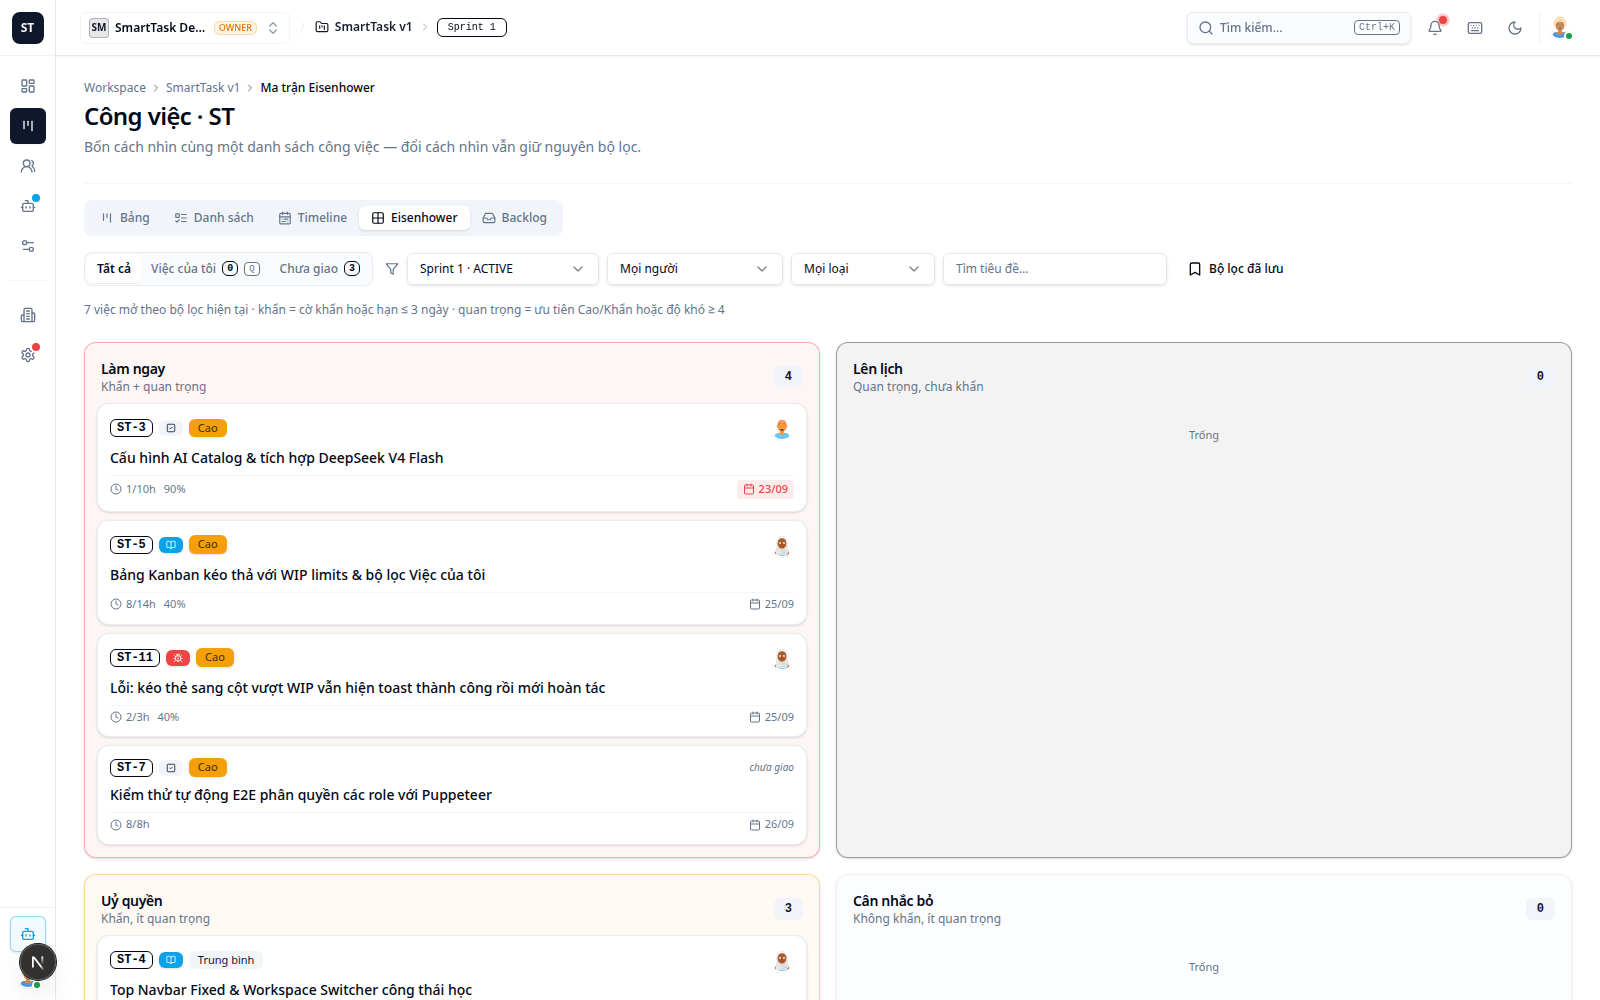 ST
SM SmartTask De... OWNER
/ SmartTask v1 Sprint 1
Tìm kiếm... Ctrl+K
Workspace SmartTask v1 Ma trận Eisenhower
Công việc · ST
Bốn cách nhìn cùng một danh sách công việc — đổi cách nhìn vẫn giữ nguyên bộ lọc.
Bảng Danh sách Timeline Eisenhower Backlog
Tất cả Việc của tôi 0 Q Chưa giao 3 Sprint 1 · ACTIVE Mọi người Mọi loại Tìm tiêu đề... Bộ lọc đã lưu
7 việc mở theo bộ lọc hiện tại · khẩn = cờ khẩn hoặc hạn ≤ 3 ngày · quan trọng = ưu tiên Cao/Khẩn hoặc độ khó ≥ 4
Làm ngay 4
Khẩn + quan trọng
ST-3 Cao
Cấu hình AI Catalog & tích hợp DeepSeek V4 Flash
1/10h 90% 23/09
ST-5 Cao
Bảng Kanban kéo thả với WIP limits & bộ lọc Việc của tôi
8/14h 40% 25/09
ST-11 Cao
Lỗi: kéo thẻ sang cột vượt WIP vẫn hiện toast thành công rồi mới hoàn tác
2/3h 40% 25/09
ST-7 Cao chưa giao
Kiểm thử tự động E2E phân quyền các role với Puppeteer
8/8h 26/09
Lên lịch 0
Quan trọng, chưa khẩn
Trống
Uỷ quyền 3
Khẩn, ít quan trọng
ST-4 Trung bình
Top Navbar Fixed & Workspace Switcher công thái học
Cân nhắc bỏ 0
Không khẩn, ít quan trọng
Trống
N